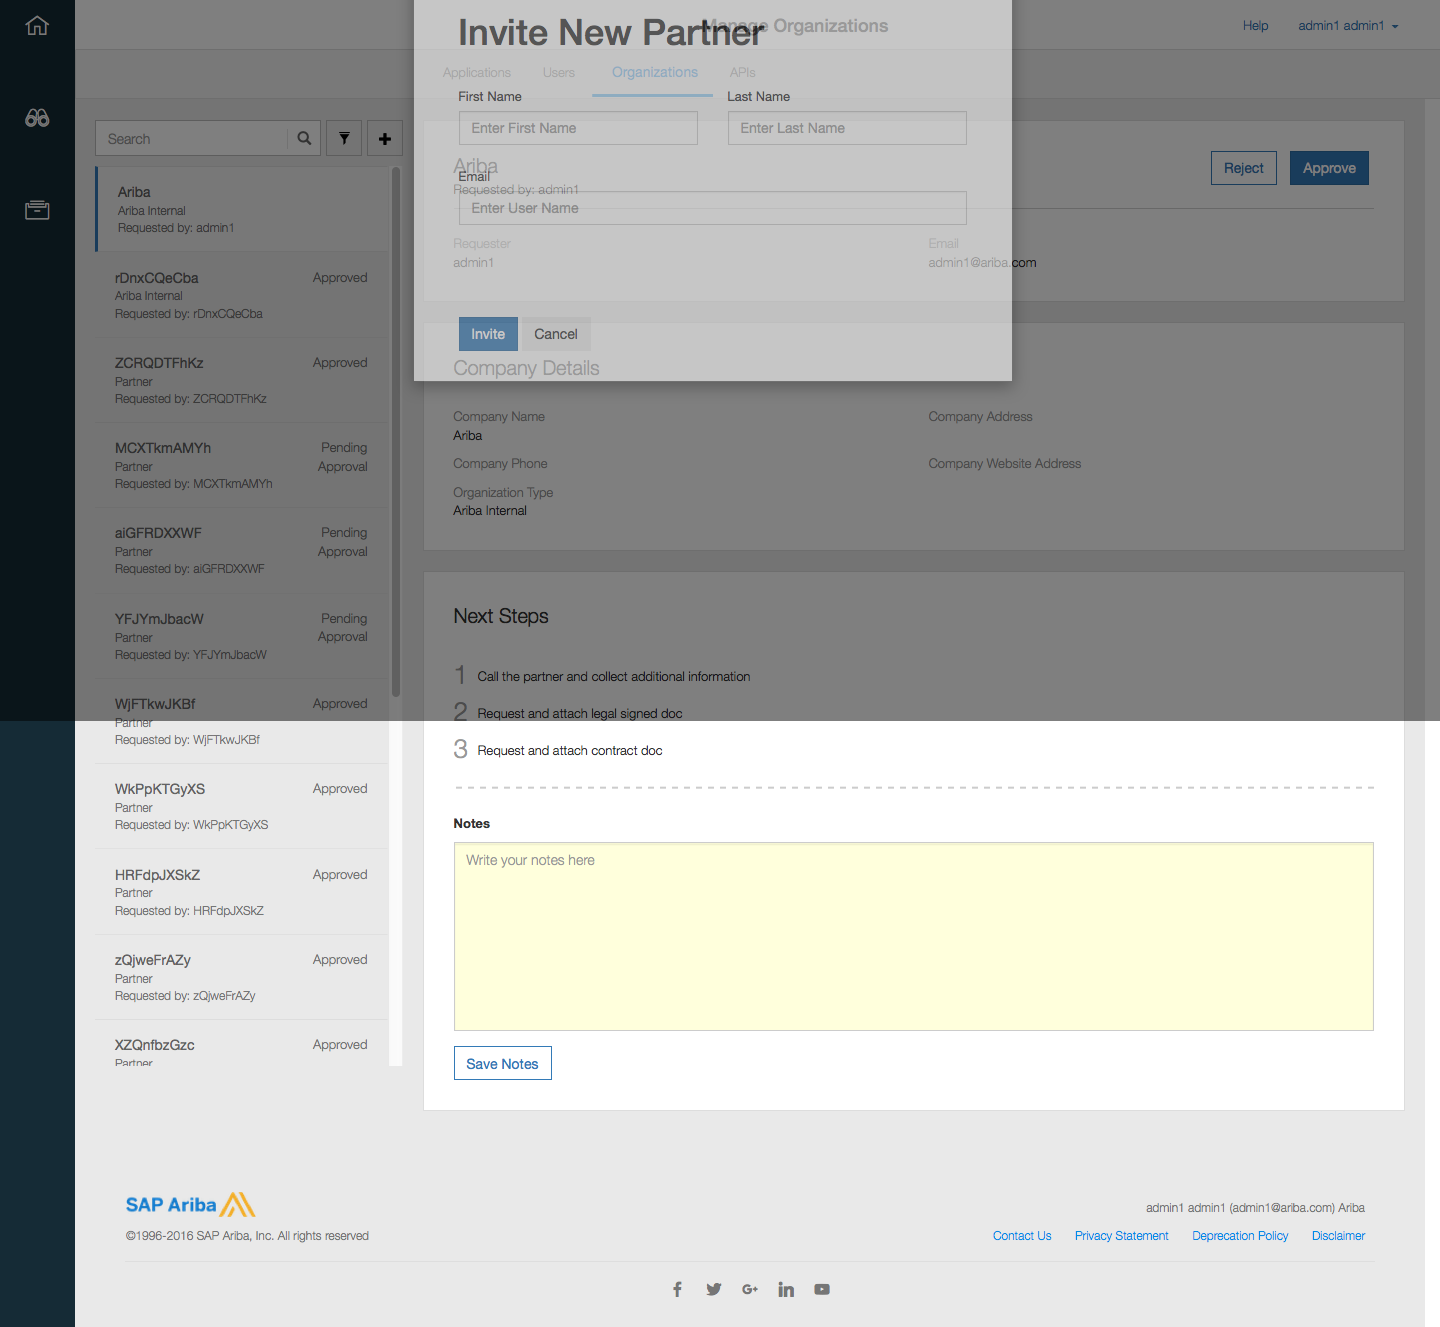 Invite New Partner
Manage Organizations
Help
admin1 admin1
Applications
Users
Organizations
APIs
First Name
Last Name
Enter First Name
Enter Last Name
Email
Enter User Name
Invite
Cancel
Search
Ariba
Ariba Internal
Requested by: admin1
rDnxCQeCba
Approved
Ariba Internal
Requested by: rDnxCQeCba
ZCRQDTFhKz
Approved
Partner
Requested by: ZCRQDTFhKz
MCXTkmAMYh
Pending
Approval
Partner
Requested by: MCXTkmAMYh
aiGFRDXXWF
Pending
Approval
Partner
Requested by: aiGFRDXXWF
YFJYmJbacW
Pending
Approval
Partner
Requested by: YFJYmJbacW
WjFTkwJKBf
Approved
Partner
Requested by: WjFTkwJKBf
WkPpKTGyXS
Approved
Partner
Requested by: WkPpKTGyXS
HRFdpJXSkZ
Approved
Partner
Requested by: HRFdpJXSkZ
zQjweFrAZy
Approved
Partner
Requested by: zQjweFrAZy
XZQnfbzGzc
Approved
Partner
Ariba
Requested by: admin1
Reject
Approve
Requester
admin1
Email
admin1@ariba.com
Company Details
Company Name
Ariba
Company Address
Company Phone
Company Website Address
Organization Type
Ariba Internal
Next Steps
1 Call the partner and collect additional information
2 Request and attach legal signed doc
3 Request and attach contract doc
Notes
Write your notes here
Save Notes
SAP Ariba
©1996-2016 SAP Ariba, Inc. All rights reserved
admin1 admin1 (admin1@ariba.com) Ariba
Contact Us
Privacy Statement
Deprecation Policy
Disclaimer